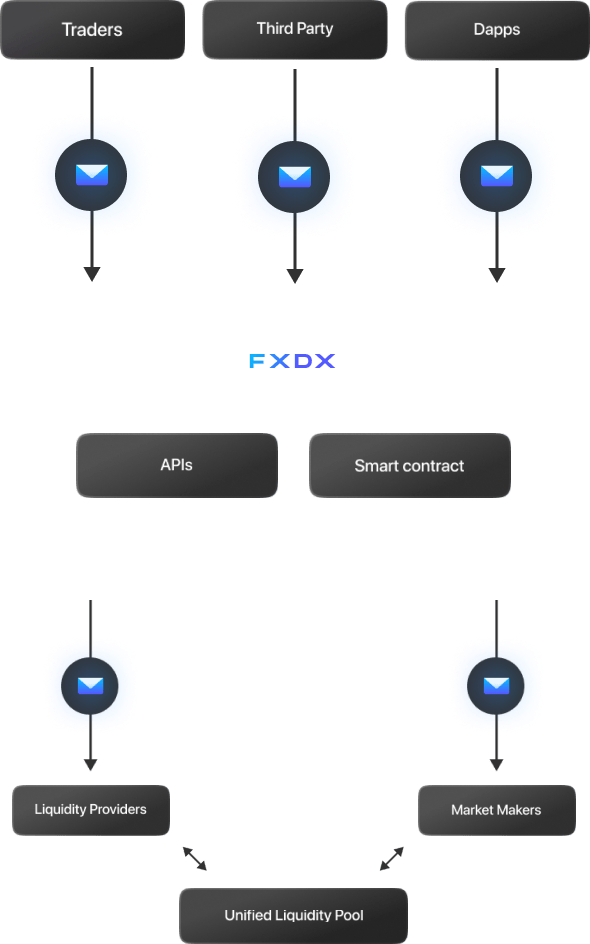 Traders
Third Party
Dapps
FXDX
APIs
Smart contract
Liquidity Providers
Market Makers
Unified Liquidity Pool